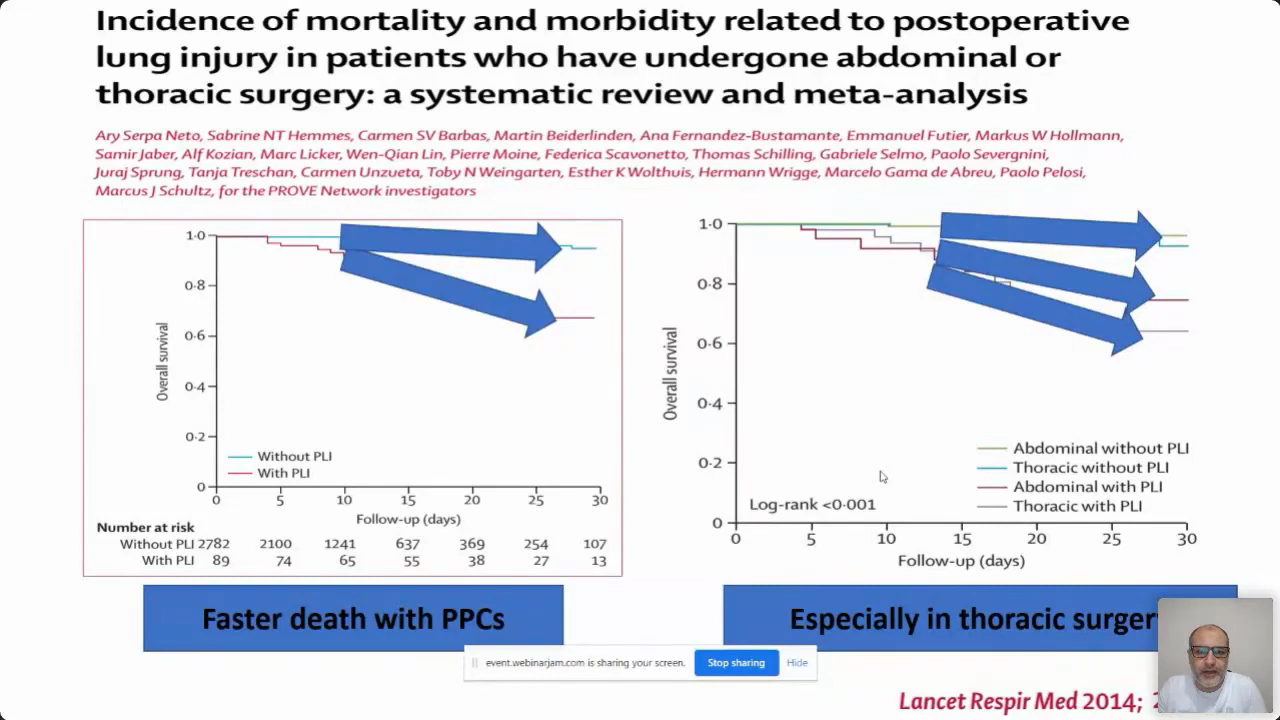 Incidence of mortality and morbidity related to postoperative
lung injury in patients who have undergone abdominal or
thoracic surgery: a systematic review and meta-analysis
Ary Serpa Neto, Sabrine NT Hemmes, Carmen SV Barbas, Martin Beiderlinden, Ana Fernandez-Bustamante, Emmanuel Futier, Markus W Hollmann,
Samir Jaber, Alf Kozian, Marc Licker, Wen-Qian Lin, Pierre Moine, Federica Scavonetto, Thomas Schilling, Gabriele Selmo, Paolo Severgnini,
Juraj Sprung, Tanja Treschan, Carmen Unzueta, Toby N Weingarten, Esther K Wolthuis, Hermann Wrigge, Marcelo Gama de Abreu, Paolo Pelosi,
Marcus J Schultz, for the PROVE Network investigators
1·0
0·8
0·6
0·4
0·2
0
Overall survival
Without PLI
With PLI
0 5 10 15 20 25 30
Follow-up (days)
Number at risk
Without PLI 2782 2100 1241 637 369 254 107
With PLI 89 74 65 55 38 27 13
1·0
0·8
0·6
0·4
0·2
0
Overall survival
Abdominal without PLI
Thoracic without PLI
Abdominal with PLI
Thoracic with PLI
Log-rank <0·001
0 5 10 15 20 25 30
Follow-up (days)
Faster death with PPCs
Especially in thoracic
event.webinarjam.com is sharing your screen.
Stop sharing
Hide
Lancet Respir Med 2014;